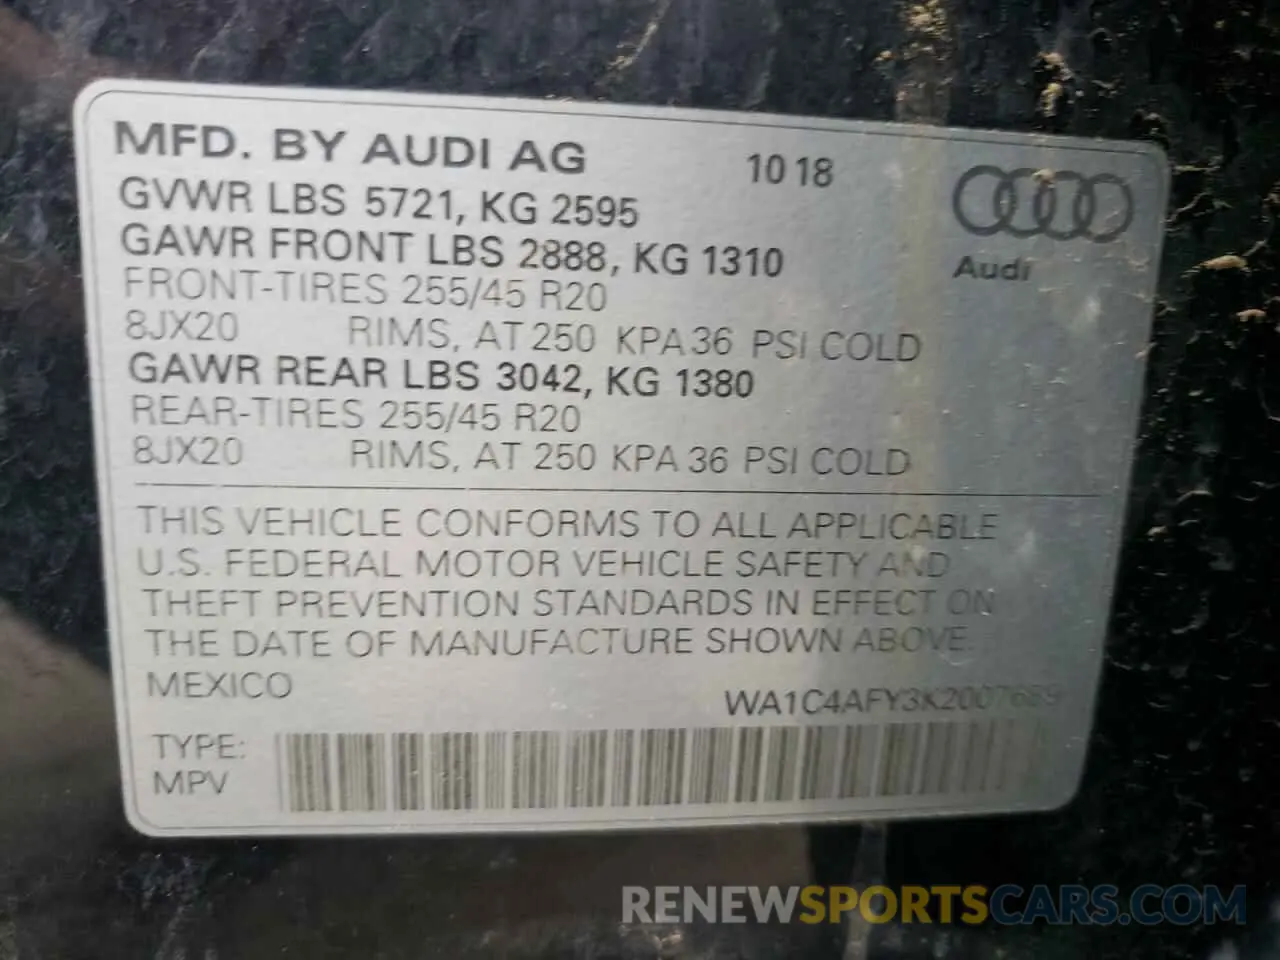 MFD. BY AUDI AG 10 18
GVWR LBS 5721, KG 2595
GAWR FRONT LBS 2888, KG 1310
Audi
FRONT-TIRES 255/45 R20
8JX20 RIMS, AT 250 KPA 36 PSI COLD
GAWR REAR LBS 3042, KG 1380
REAR-TIRES 255/45 R20
8JX20 RIMS, AT 250 KPA 36 PSI COLD
THIS VEHICLE CONFORMS TO ALL APPLICABLE
U.S. FEDERAL MOTOR VEHICLE SAFETY AND
THEFT PREVENTION STANDARDS IN EFFECT ON
THE DATE OF MANUFACTURE SHOWN ABOVE.
MEXICO
TYPE:
MPV
RENEWSPORTSCARS.COM